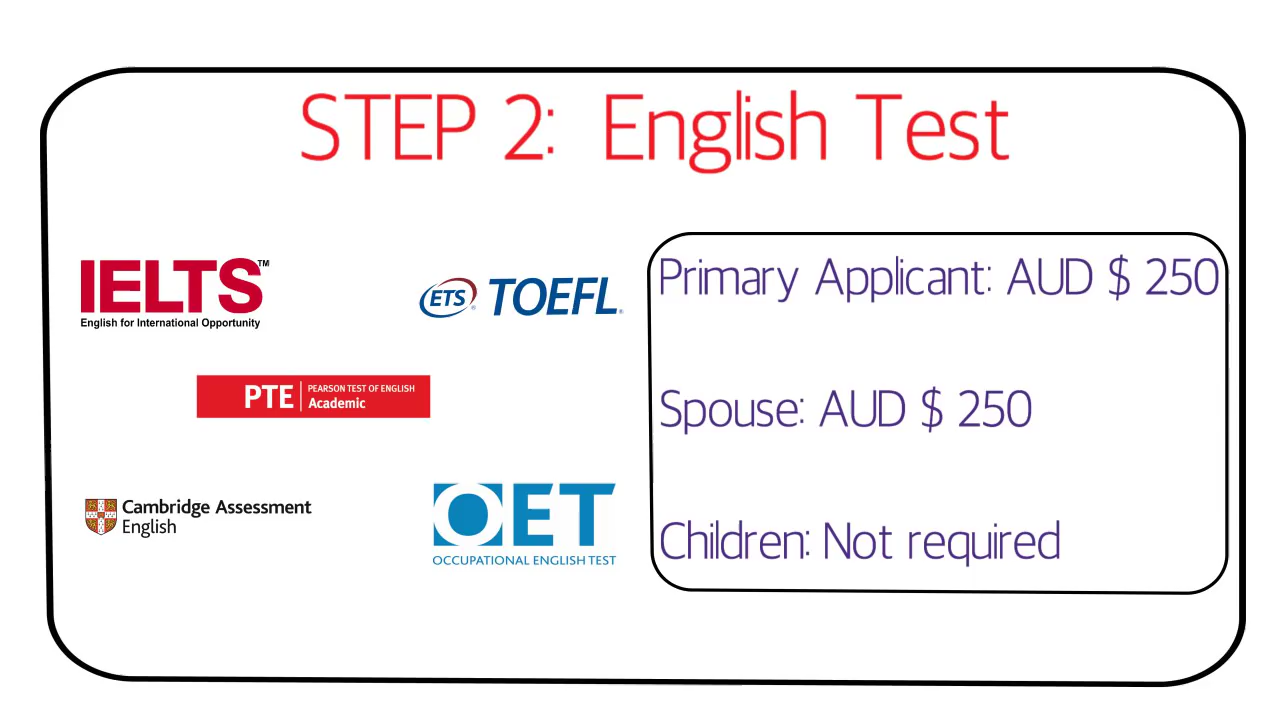 STEP 2: English Test
IELTS™
English for International Opportunity
ETS® TOEFL®
PTE PEARSON TEST OF ENGLISH
Academic
Cambridge Assessment
English
OET
OCCUPATIONAL ENGLISH TEST
Primary Applicant: AUD $ 250
Spouse: AUD $ 250
Children: Not required